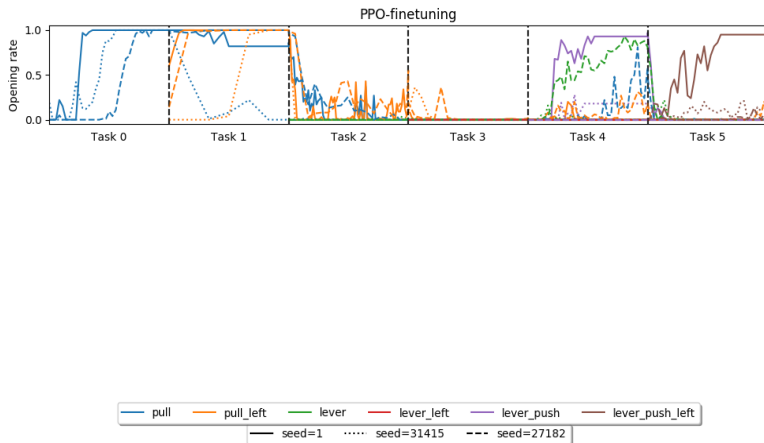 PPO-finetuning
Opening rate
1.0
0.5
0.0
Task 0 Task 1 Task 2 Task 3 Task 4 Task 5
pull pull_left lever lever_left lever_push lever_push_left
seed=1 seed=31415 seed=27182